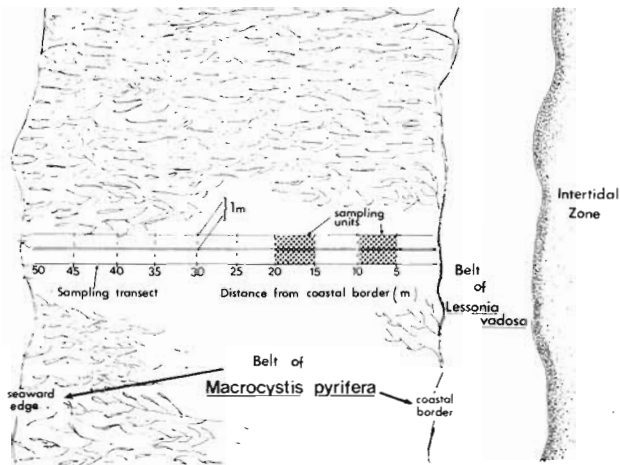 1m
sampling
units
Intertidal
Zone
50 45 40 35 30 20 15 10 5
Sampling transect
Distance from coastal border (m)
Belt
of
Lessonia
vadosa
Belt of
Macrocystis pyrifera
seaward
edge
coastal
border